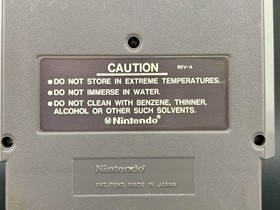 CAUTION REV-A
●DO NOT STORE IN EXTREME TEMPERATURES.
●DO NOT IMMERSE IN WATER.
●DO NOT CLEAN WITH BENZENE, THINNER,
ALCOHOL OR OTHER SUCH SOLVENTS.
Ⓜ Nintendo
Nintendo
PAT. PEND. MADE IN JAPAN